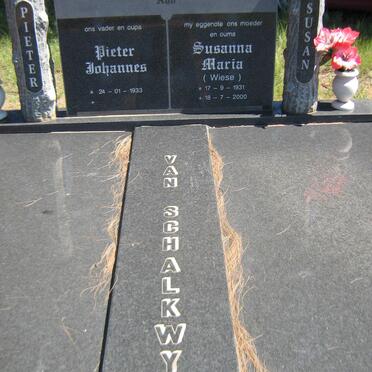 PIETER
SUSAN
ons vader en oupa
Pieter
Johannes
* 24-01-1933
my eggenote ons moeder
en ouma
Susanna
Maria
( Wiese )
* 17-9-1931
* 18-7-2000
VAN SCHALKWY